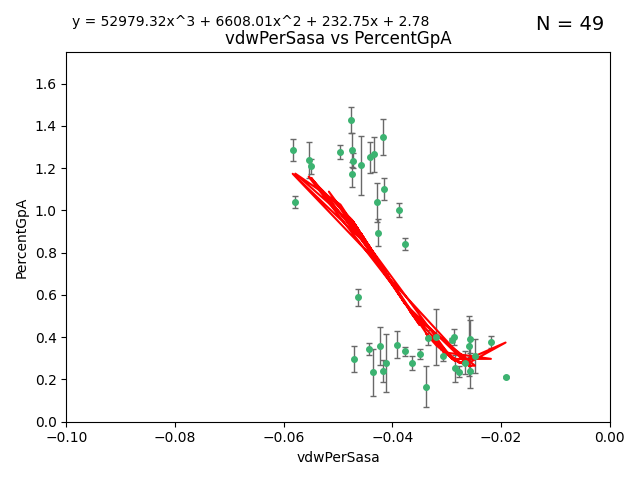 y = 52979.32x^3 + 6608.01x^2 + 232.75x + 2.78
N = 49
vdwPerSasa vs PercentGpA
1.6
1.4
1.2
1.0
0.8
0.6
0.4
0.2
0.0
PercentGpA
−0.10 −0.08 −0.06 −0.04 −0.02 0.00
vdwPerSasa